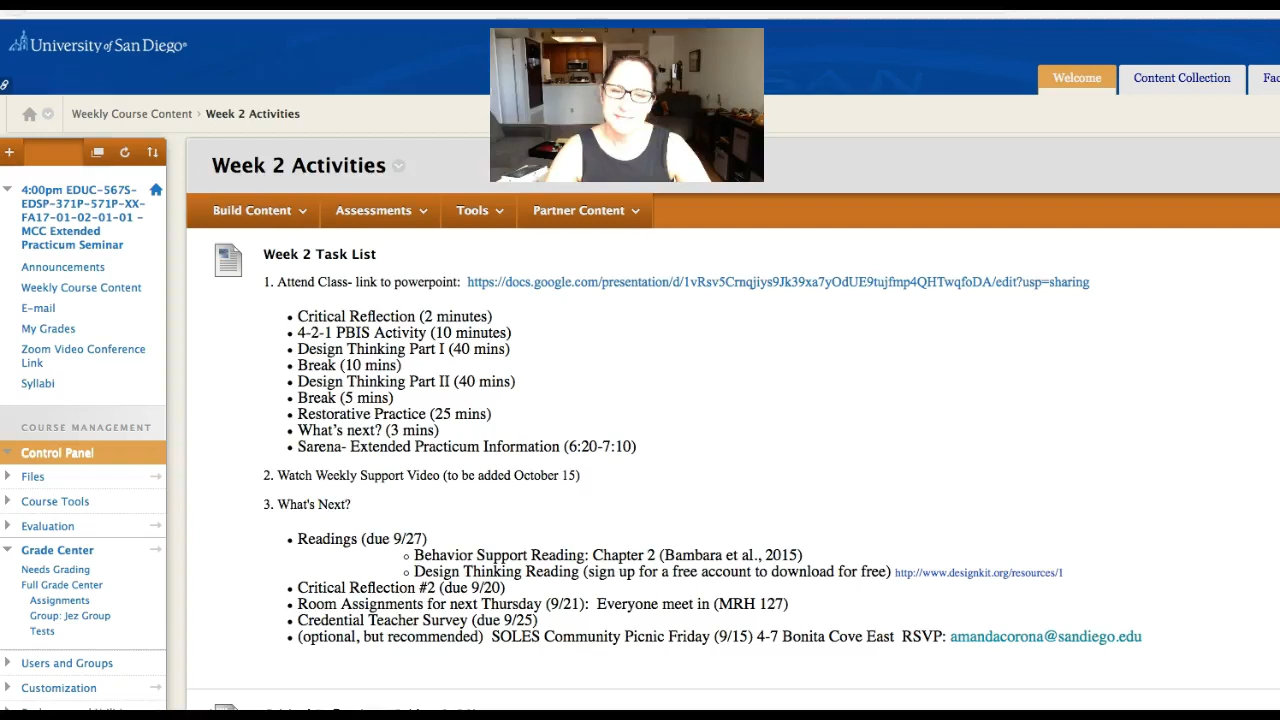 University of San Diego®
Welcome
Content Collection
Weekly Course Content > Week 2 Activities
Week 2 Activities
Build Content
Assessments
Tools
Partner Content
4:00pm EDUC-567S-
EDSP-371P-571P-XX-
FA17-01-02-01-01 -
MCC Extended
Practicum Seminar
Announcements
Weekly Course Content
E-mail
My Grades
Zoom Video Conference
Link
Syllabi
COURSE MANAGEMENT
Control Panel
Files
Course Tools
Evaluation
Grade Center
Needs Grading
Full Grade Center
Assignments
Group: Jez Group
Tests
Users and Groups
Customization
Week 2 Task List
1. Attend Class- link to powerpoint: https://docs.google.com/presentation/d/1vRsv5Crnqjiys9Jk39xa7yOdUE9tujfmp4QHTwqfoDA/edit?usp=sharing
• Critical Reflection (2 minutes)
• 4-2-1 PBIS Activity (10 minutes)
• Design Thinking Part I (40 mins)
• Break (10 mins)
• Design Thinking Part II (40 mins)
• Break (5 mins)
• Restorative Practice (25 mins)
• What's next? (3 mins)
• Sarena- Extended Practicum Information (6:20-7:10)
2. Watch Weekly Support Video (to be added October 15)
3. What's Next?
• Readings (due 9/27)
○ Behavior Support Reading: Chapter 2 (Bambara et al., 2015)
○ Design Thinking Reading (sign up for a free account to download for free) http://www.designkit.org/resources/1
• Critical Reflection #2 (due 9/20)
• Room Assignments for next Thursday (9/21): Everyone meet in (MRH 127)
• Credential Teacher Survey (due 9/25)
• (optional, but recommended) SOLES Community Picnic Friday (9/15) 4-7 Bonita Cove East RSVP: amandacorona@sandiego.edu